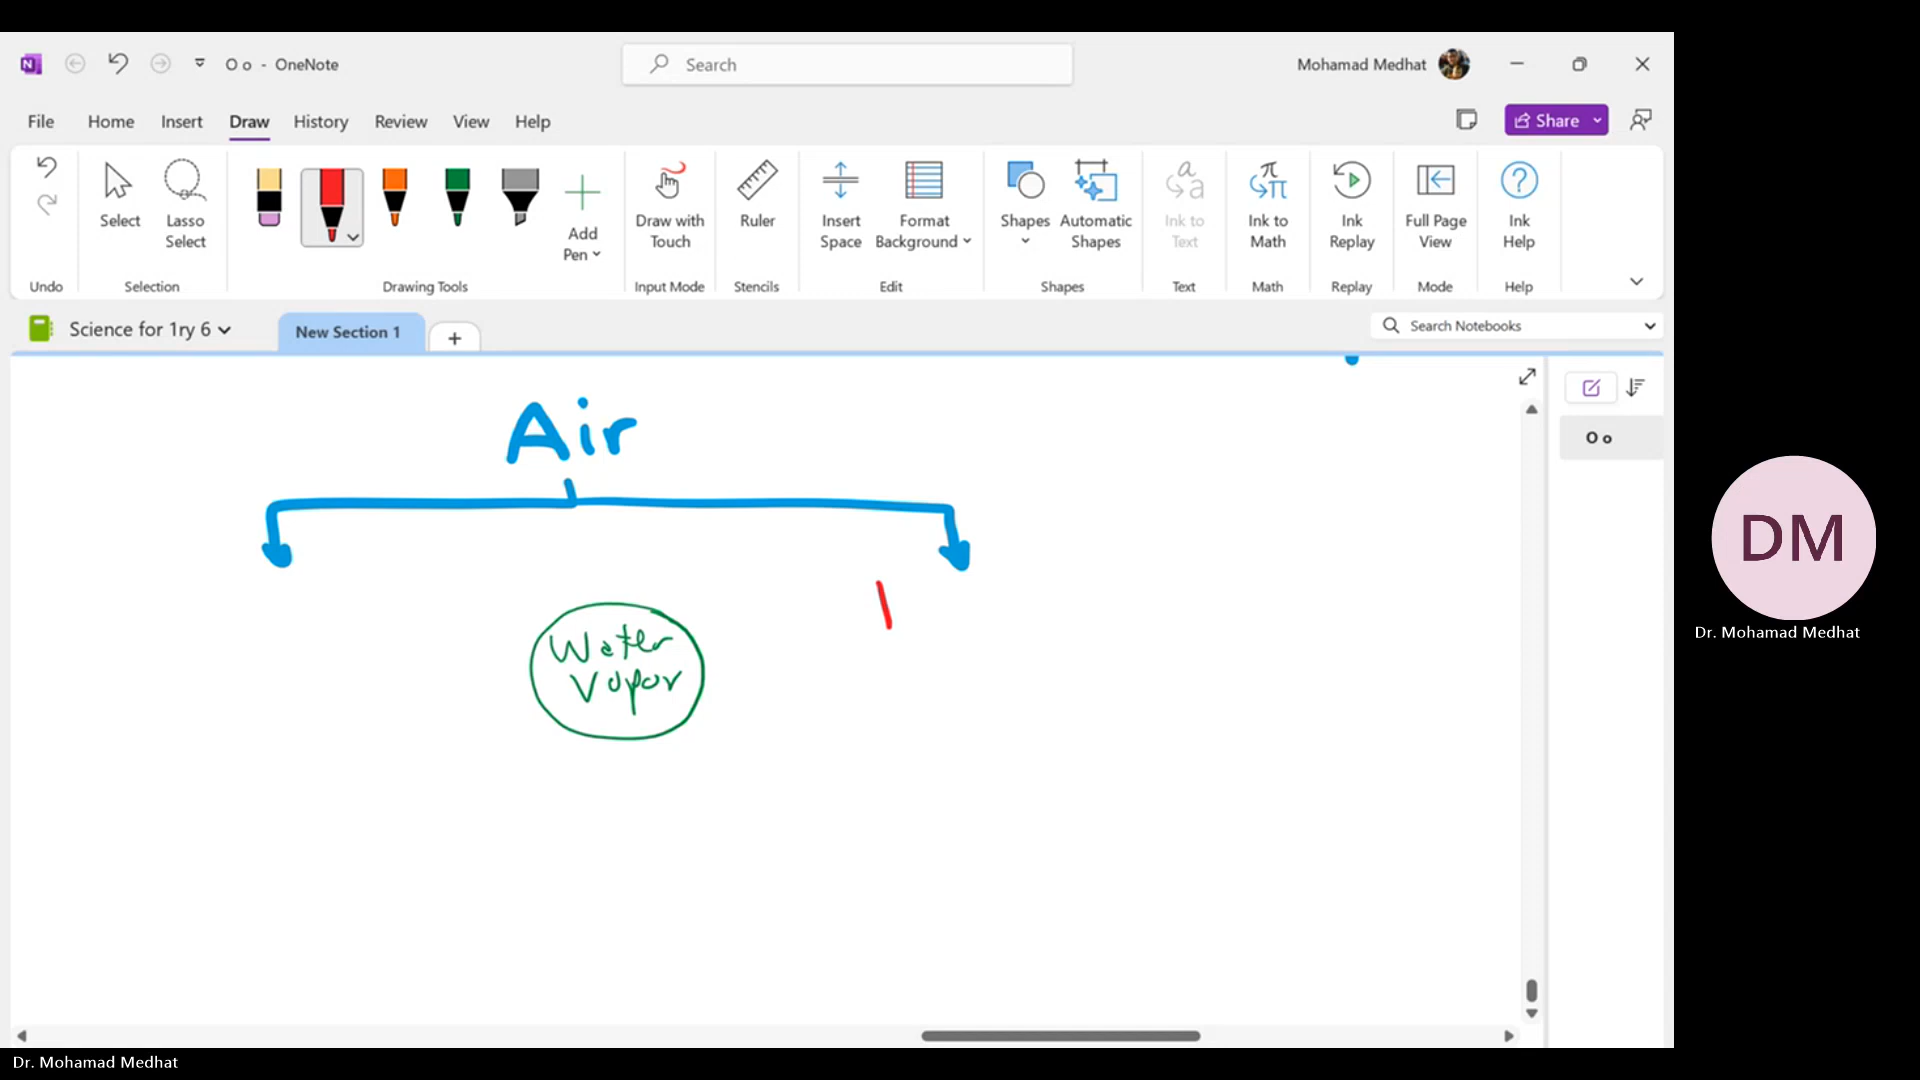 O o - OneNote
Search
Mohamad Medhat
File Home Insert Draw History Review View Help
Share
Select
Lasso Select
Add Pen
Draw with Touch
Ruler
Insert Space
Format Background
Shapes
Automatic Shapes
Ink to Text
Ink to Math
Ink Replay
Full Page View
Ink Help
Undo Selection Drawing Tools Input Mode Stencils Edit Shapes Text Math Replay Mode Help
Science for 1ry 6
New Section 1
Search Notebooks
O o
Air
Water
Vapor
DM
Dr. Mohamad Medhat
Dr. Mohamad Medhat